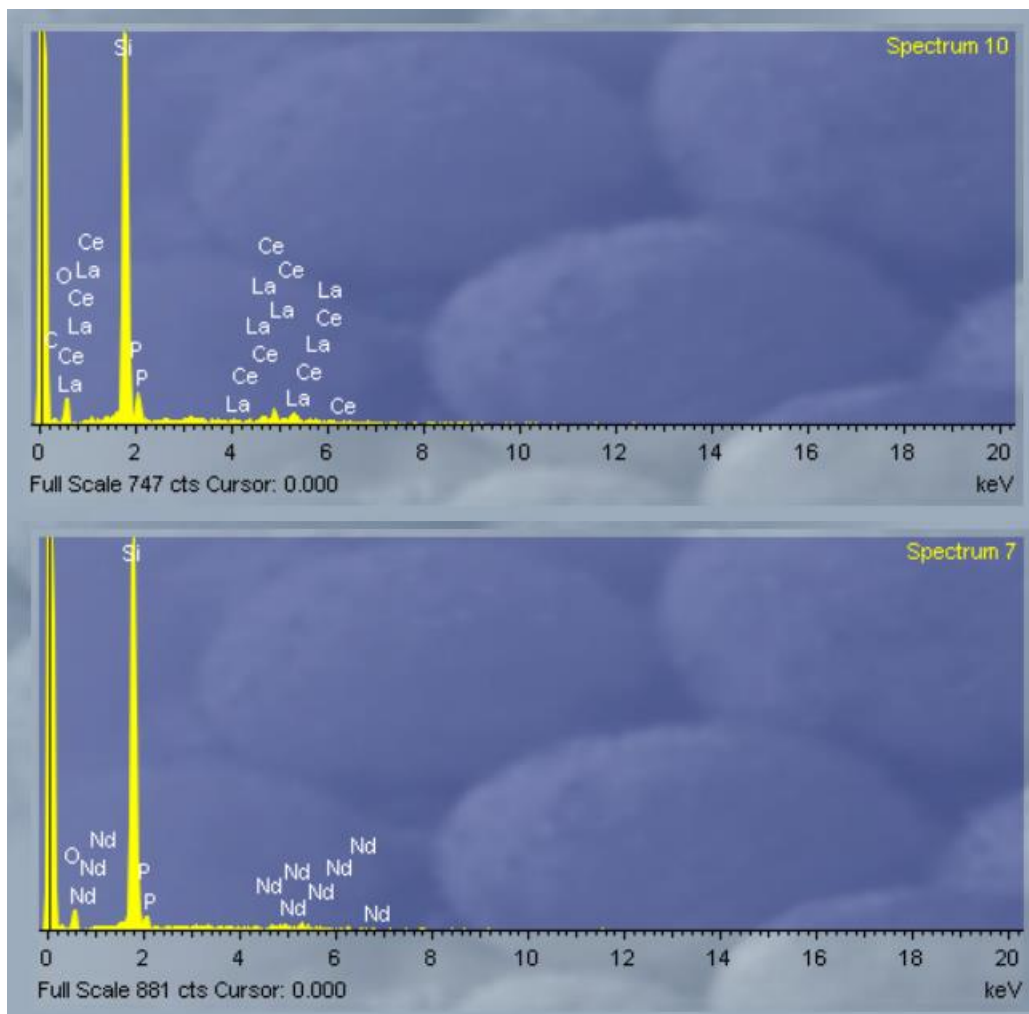 Si
Spectrum 10
Ce
Ce
O
La
Ce
Ce
La
La
La
La
La
Ce
C
P
La
Ce
Ce
P
Ce
Ce
La
La
La
Ce
0 2 4 6 8 10 12 14 16 18 20
Full Scale 747 cts Cursor: 0.000
keV
Si
Spectrum 7
Nd
Nd
O
Nd
P
Nd
Nd
Nd
Nd
Nd
P
Nd
Nd
0 2 4 6 8 10 12 14 16 18 20
Full Scale 881 cts Cursor: 0.000
keV